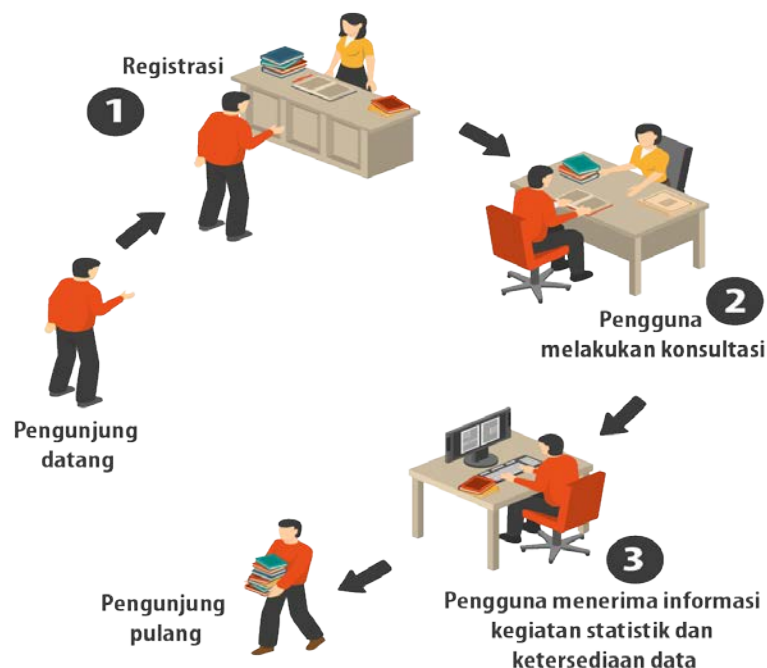 Registrasi
1
Pengunjung
datang
2
Pengguna
melakukan konsultasi
3
Pengguna menerima informasi
kegiatan statistik dan
ketersediaan data
Pengunjung
pulang